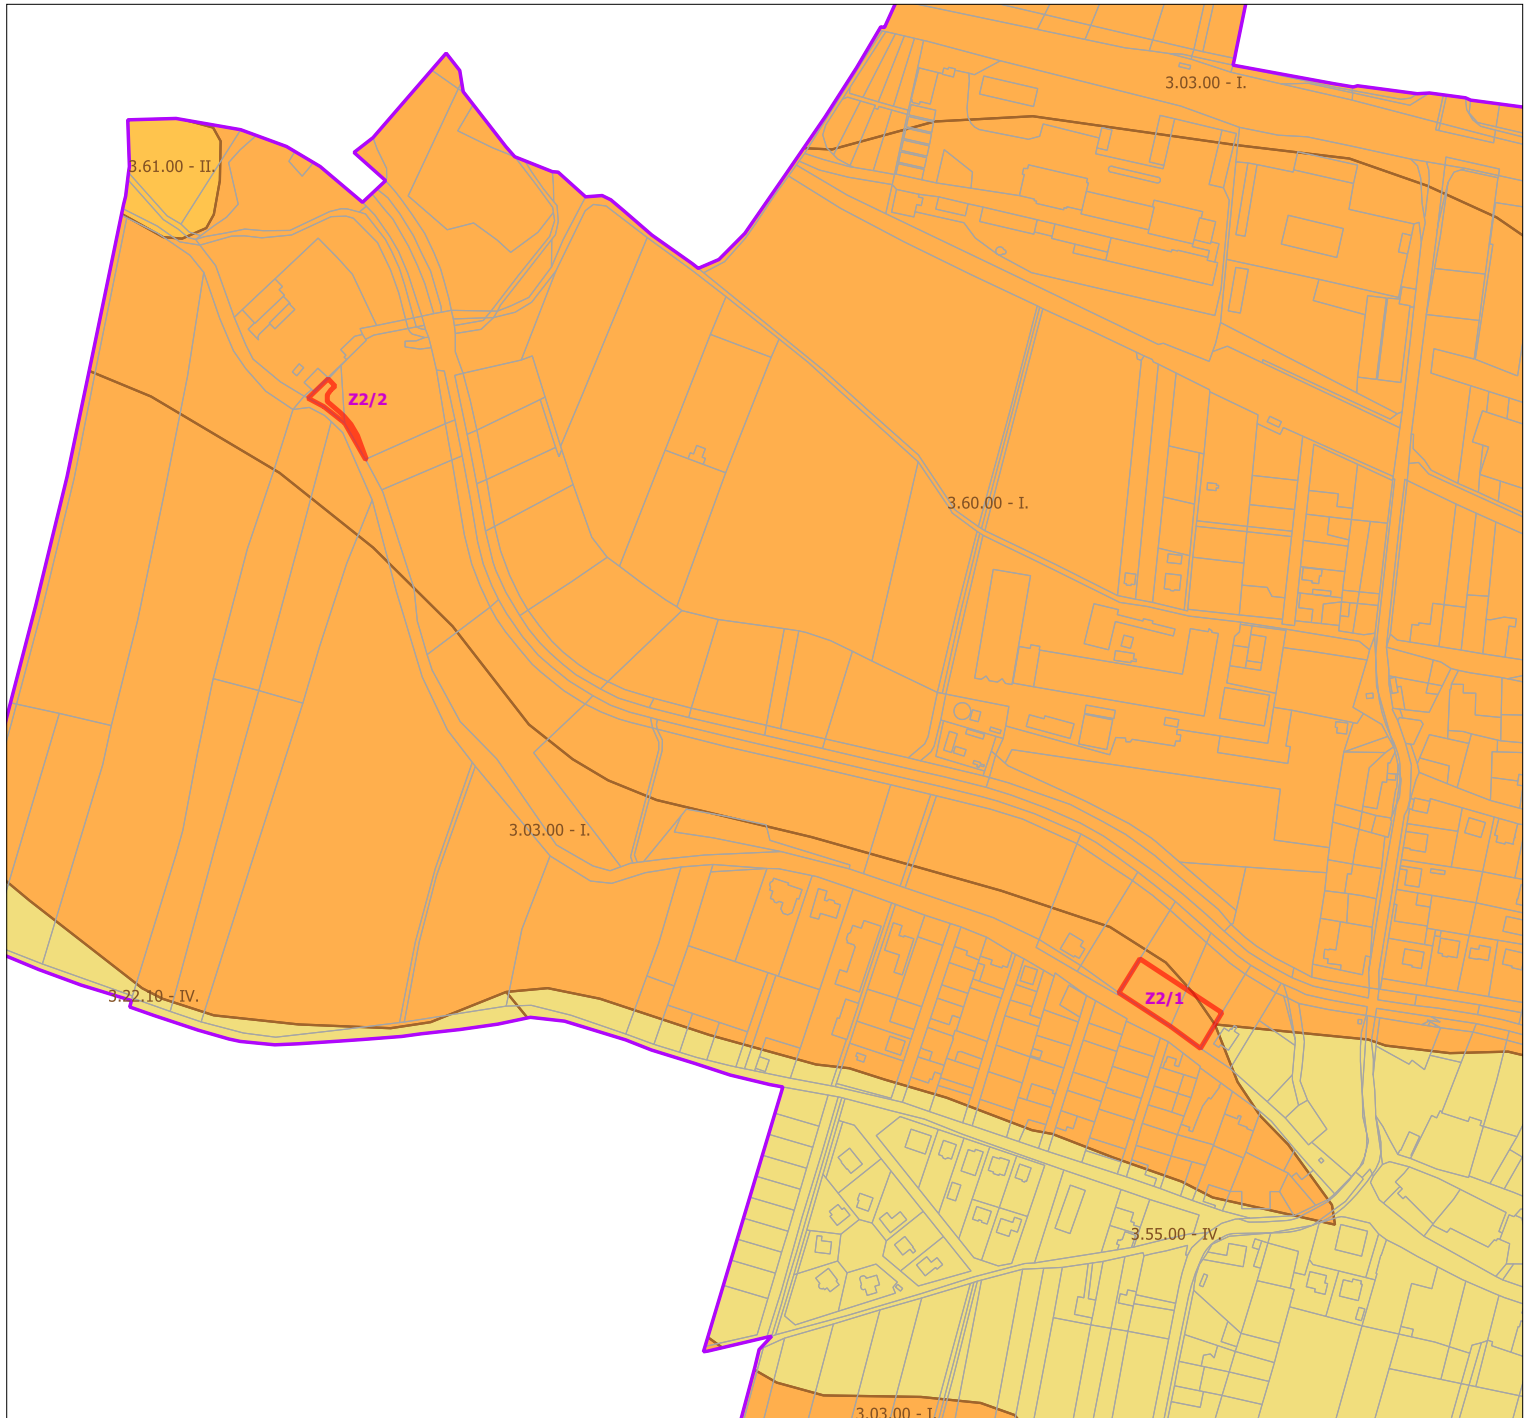 3.03.00 - I.
3.61.00 - II.
Z2/2
3.60.00 - I.
3.03.00 - I.
3.22.10 - IV.
Z2/1
3.55.00 - IV.
3.03.00 - I.